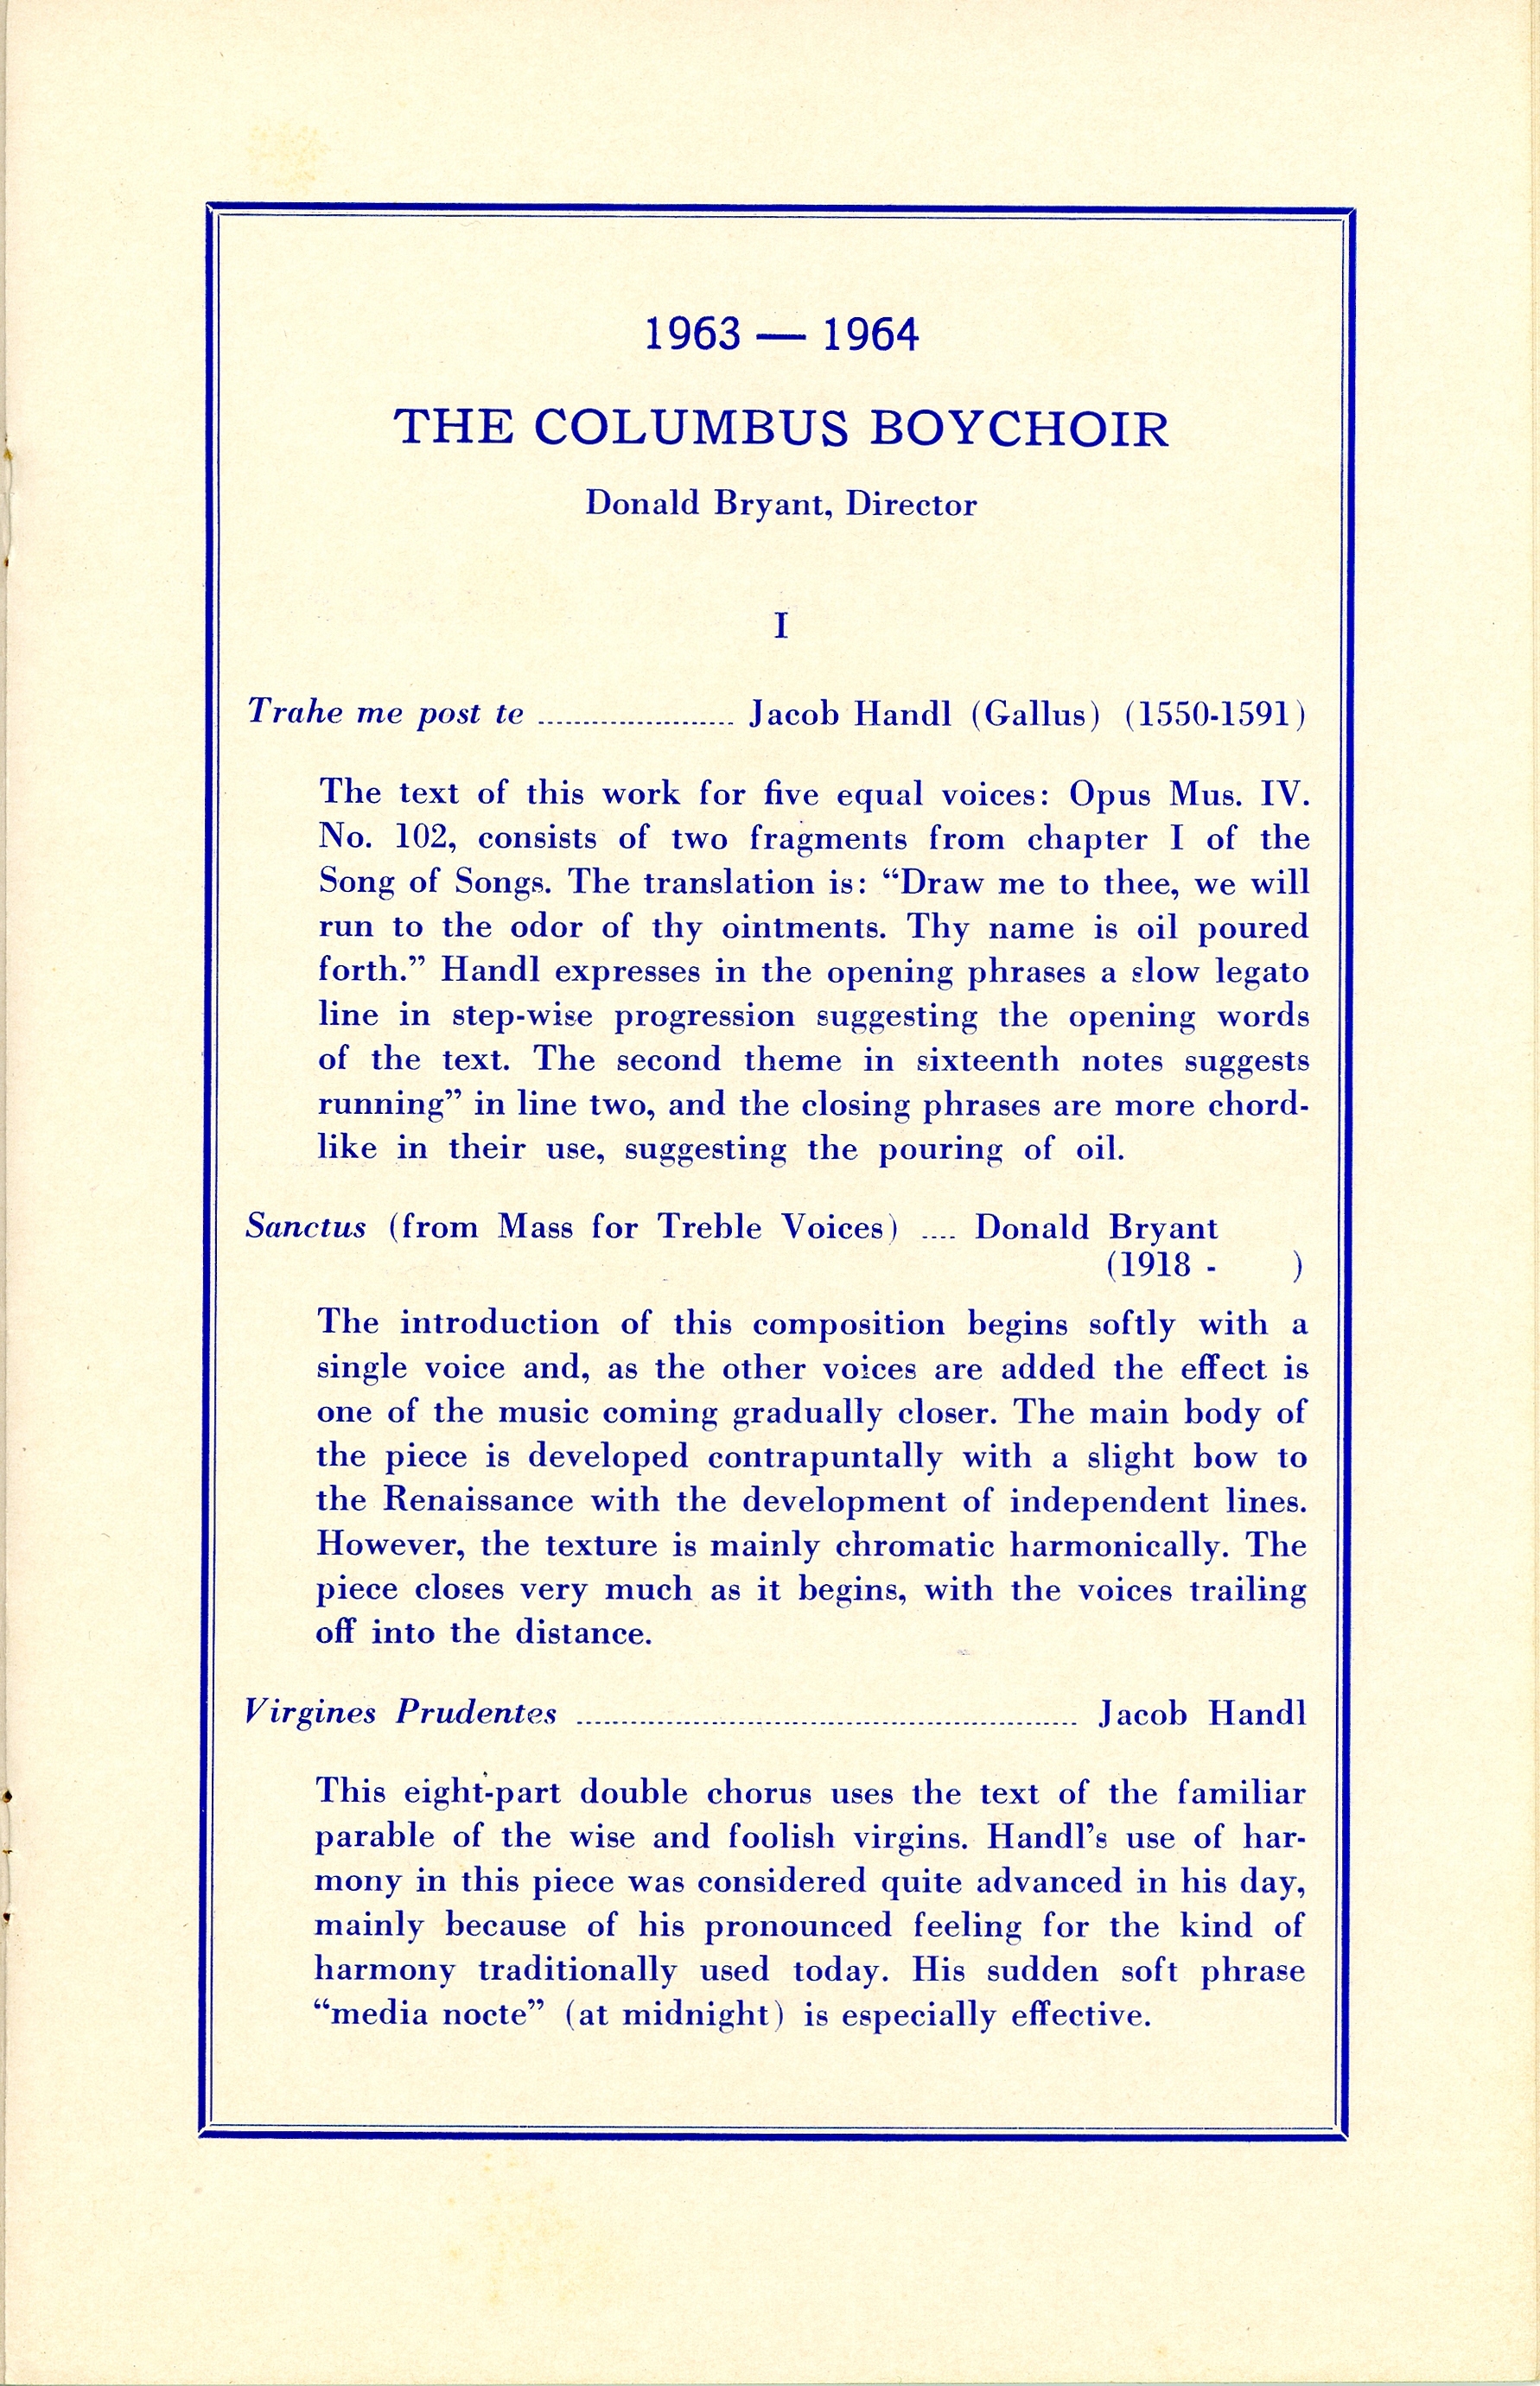 1963 — 1964
THE COLUMBUS BOYCHOIR
Donald Bryant, Director
I
Trahe me post te ...................... Jacob Handl (Gallus) (1550-1591)
The text of this work for five equal voices: Opus Mus. IV.
No. 102, consists of two fragments from chapter I of the
Song of Songs. The translation is: “Draw me to thee, we will
run to the odor of thy ointments. Thy name is oil poured
forth.” Handl expresses in the opening phrases a slow legato
line in step-wise progression suggesting the opening words
of the text. The second theme in sixteenth notes suggests
running” in line two, and the closing phrases are more chord-
like in their use, suggesting the pouring of oil.
Sanctus (from Mass for Treble Voices) .... Donald Bryant
(1918 - )
The introduction of this composition begins softly with a
single voice and, as the other voices are added the effect is
one of the music coming gradually closer. The main body of
the piece is developed contrapuntally with a slight bow to
the Renaissance with the development of independent lines.
However, the texture is mainly chromatic harmonically. The
piece closes very much as it begins, with the voices trailing
off into the distance.
Virgines Prudentes ........................................................ Jacob Handl
This eight-part double chorus uses the text of the familiar
parable of the wise and foolish virgins. Handl’s use of har-
mony in this piece was considered quite advanced in his day,
mainly because of his pronounced feeling for the kind of
harmony traditionally used today. His sudden soft phrase
“media nocte” (at midnight) is especially effective.